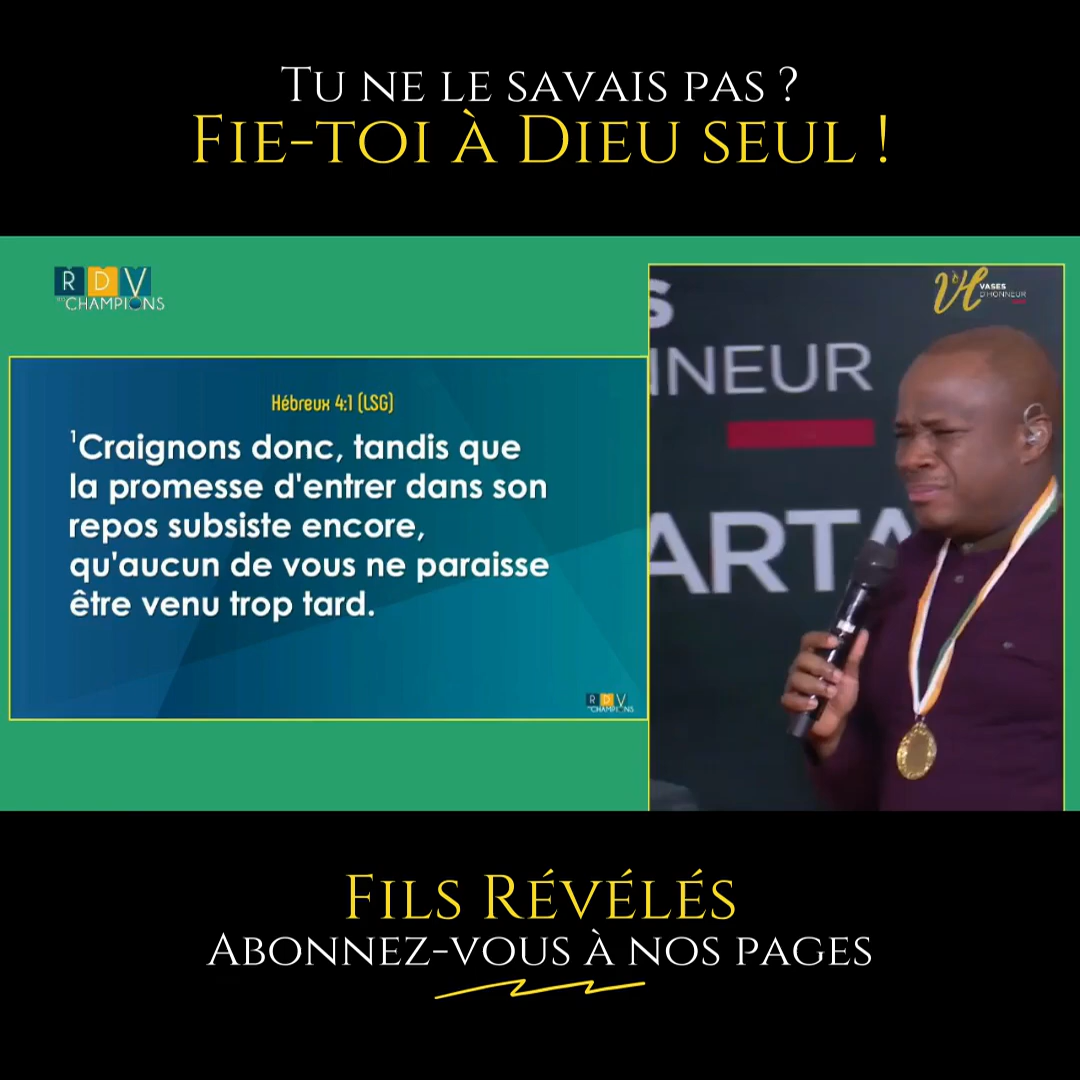 Tu ne le savais pas ?
Fie-toi à Dieu seul !
RDV
CHAMPIONS
VH VASES
D'HONNEUR
S
NNEUR
ARTA
Hébreux 4:1 (LSG)
1Craignons donc, tandis que
la promesse d'entrer dans son
repos subsiste encore,
qu'aucun de vous ne paraisse
être venu trop tard.
RDV
CHAMPIONS
Fils Révélés
Abonnez-vous à nos pages